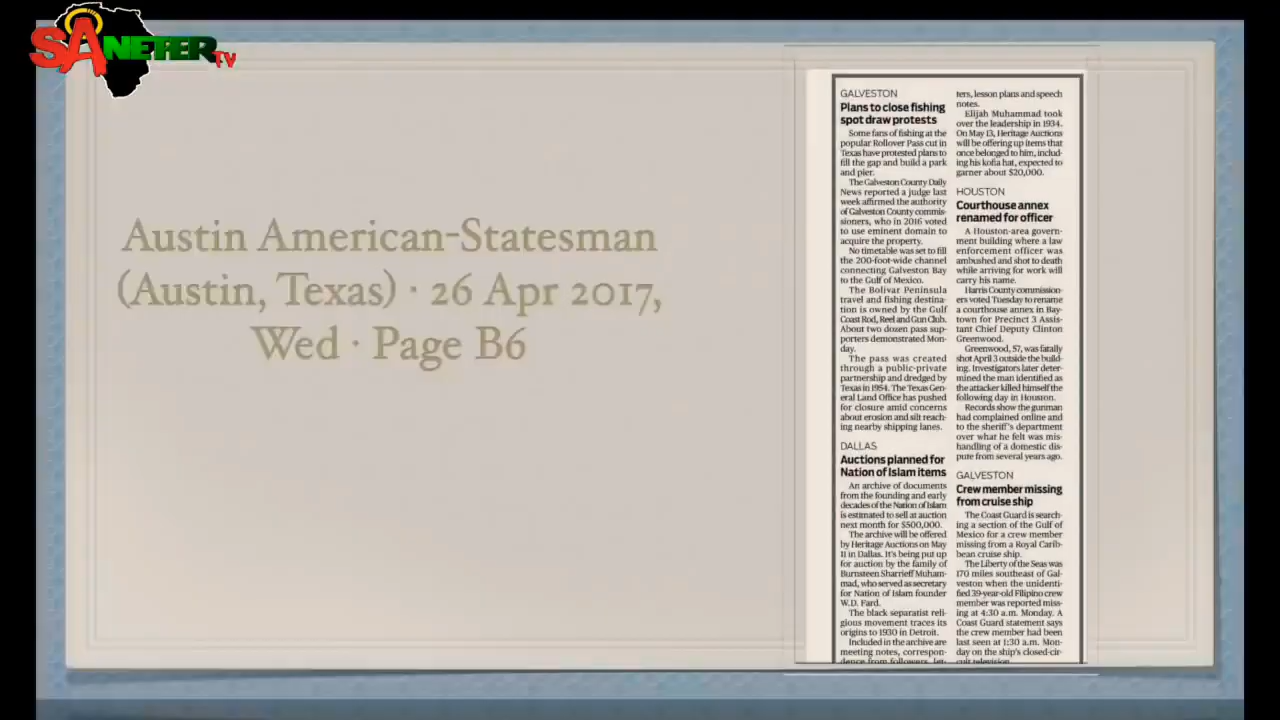 SANETER TV
Austin American-Statesman
(Austin, Texas) · 26 Apr 2017,
Wed · Page B6
GALVESTON
Plans to close fishing
spot draw protests
Some fans of fishing at the
popular Rollover Pass cut in
Texas have protested plans to
fill the gap and build a park
and pier.
The Galveston County Daily
News reported a judge last
week affirmed the authority
of Galveston County commis-
sioners, who in 2016 voted
to use eminent domain to
acquire the property.
No timetable was set to fill
the 200-foot-wide channel
connecting Galveston Bay
to the Gulf of Mexico.
The Bolivar Peninsula
travel and fishing destina-
tion is owned by the Gulf
Coast Rod, Reel and Gun Club.
About two dozen pass sup-
porters demonstrated Mon-
day.
The pass was created
through a public-private
partnership and dredged by
Texas in 1954. The Texas Gen-
eral Land Office has pushed
for closure amid concerns
about erosion and silt reach-
ing nearby shipping lanes.
DALLAS
Auctions planned for
Nation of Islam items
An archive of documents
from the founding and early
decades of the Nation of Islam
is estimated to sell at auction
next month for $500,000.
The archive will be offered
by Heritage Auctions on May
11 in Dallas. It's being put up
for auction by the family of
Burnsteen Sharrieff Muham-
mad, who served as secretary
for Nation of Islam founder
W.D. Fard.
The black separatist reli-
gious movement traces its
origins to 1930 in Detroit.
Included in the archive are
meeting notes, correspon-
dence from followers, let-
ters, lesson plans and speech
notes.
Elijah Muhammad took
over the leadership in 1934.
On May 13, Heritage Auctions
will be offering up items that
once belonged to him, includ-
ing his kofia hat, expected to
garner about $20,000.
HOUSTON
Courthouse annex
renamed for officer
A Houston-area govern-
ment building where a law
enforcement officer was
ambushed and shot to death
while arriving for work will
carry his name.
Harris County commission-
ers voted Tuesday to rename
a courthouse annex in Bay-
town for Precinct 3 Assis-
tant Chief Deputy Clinton
Greenwood.
Greenwood, 57, was fatally
shot April 3 outside the build-
ing. Investigators later deter-
mined the man identified as
the attacker killed himself the
following day in Houston.
Records show the gunman
had complained online and
to the sheriff's department
over what he felt was mis-
handling of a domestic dis-
pute from several years ago.
GALVESTON
Crew member missing
from cruise ship
The Coast Guard is search-
ing a section of the Gulf of
Mexico for a crew member
missing from a Royal Carib-
bean cruise ship.
The Liberty of the Seas was
170 miles southeast of Gal-
veston when the unidenti-
fied 39-year-old Filipino crew
member was reported miss-
ing at 4:30 a.m. Monday. A
Coast Guard statement says
the crew member had been
last seen at 1:30 a.m. Mon-
day on the ship's closed-cir-
cuit television.